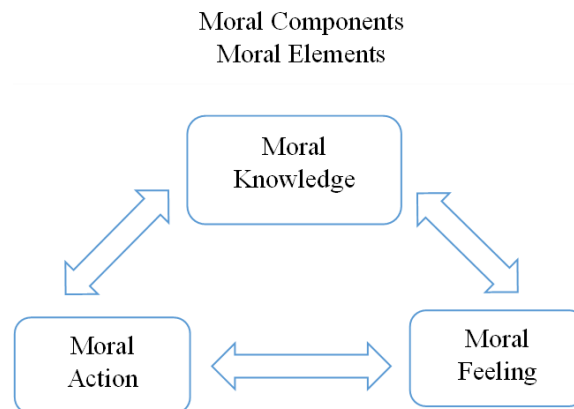 Moral Components
Moral Elements
Moral
Knowledge
Moral
Action
Moral
Feeling